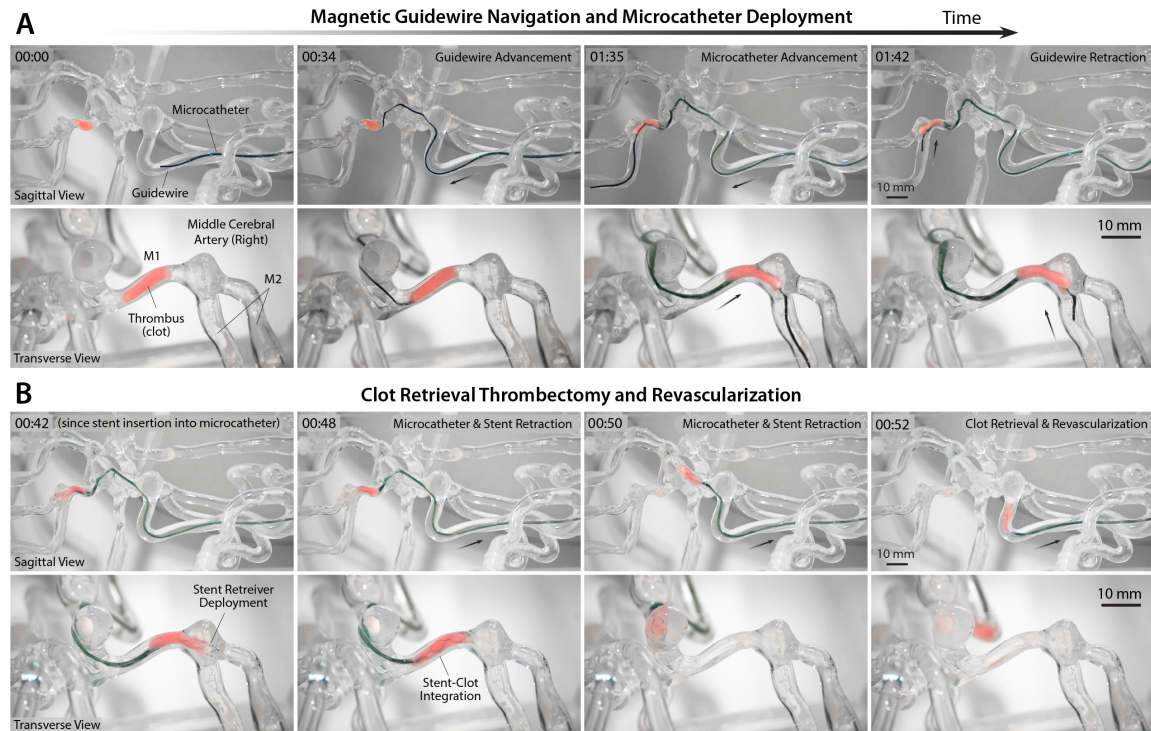 A
Magnetic Guidewire Navigation and Microcatheter Deployment
Time
00:00
Microcatheter
Guidewire
Sagittal View
00:34
Guidewire Advancement
01:35
Microcatheter Advancement
01:42
Guidewire Retraction
10 mm
Middle Cerebral
Artery (Right)
M1
M2
Thrombus
(clot)
Transverse View
10 mm
B
Clot Retrieval Thrombectomy and Revascularization
00:42 (since stent insertion into microcatheter)
Sagittal View
00:48
Microcatheter & Stent Retraction
00:50
Microcatheter & Stent Retraction
00:52
Clot Retrieval & Revascularization
10 mm
Stent Retreiver
Deployment
Transverse View
Stent-Clot
Integration
10 mm